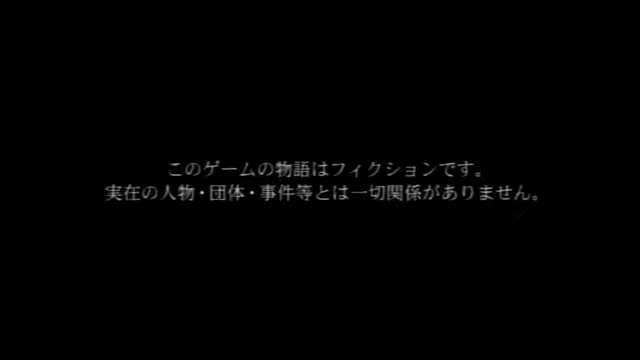 このゲームの物語はフィクションです。
実在の人物・団体・事件等とは一切関係がありません。